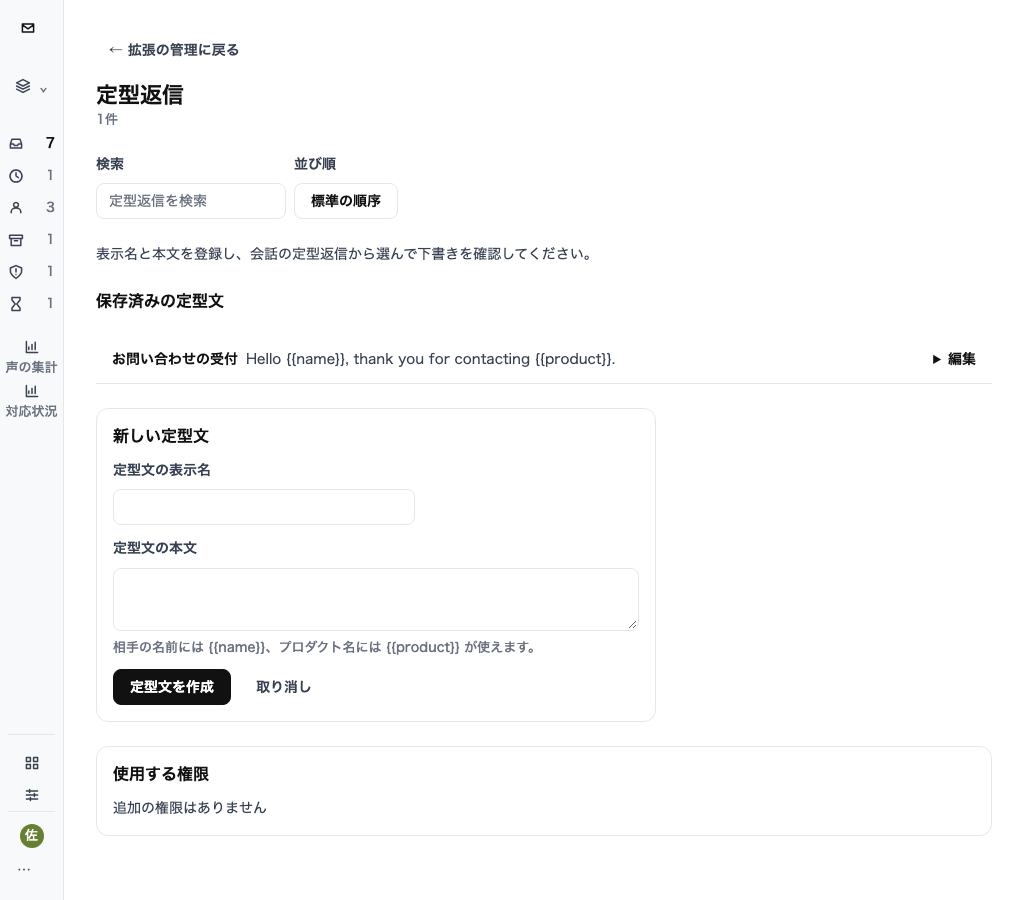 ← 拡張の管理に戻る
定型返信
1件
検索
並び順
定型返信を検索
標準の順序
表示名と本文を登録し、会話の定型返信から選んで下書きを確認してください。
保存済みの定型文
お問い合わせの受付 Hello {{name}}, thank you for contacting {{product}}.
▶ 編集
新しい定型文
定型文の表示名
定型文の本文
相手の名前には {{name}}、プロダクト名には {{product}} が使えます。
定型文を作成
取り消し
使用する権限
追加の権限はありません
7
1
3
1
1
1
声の集計
対応状況
佐
…